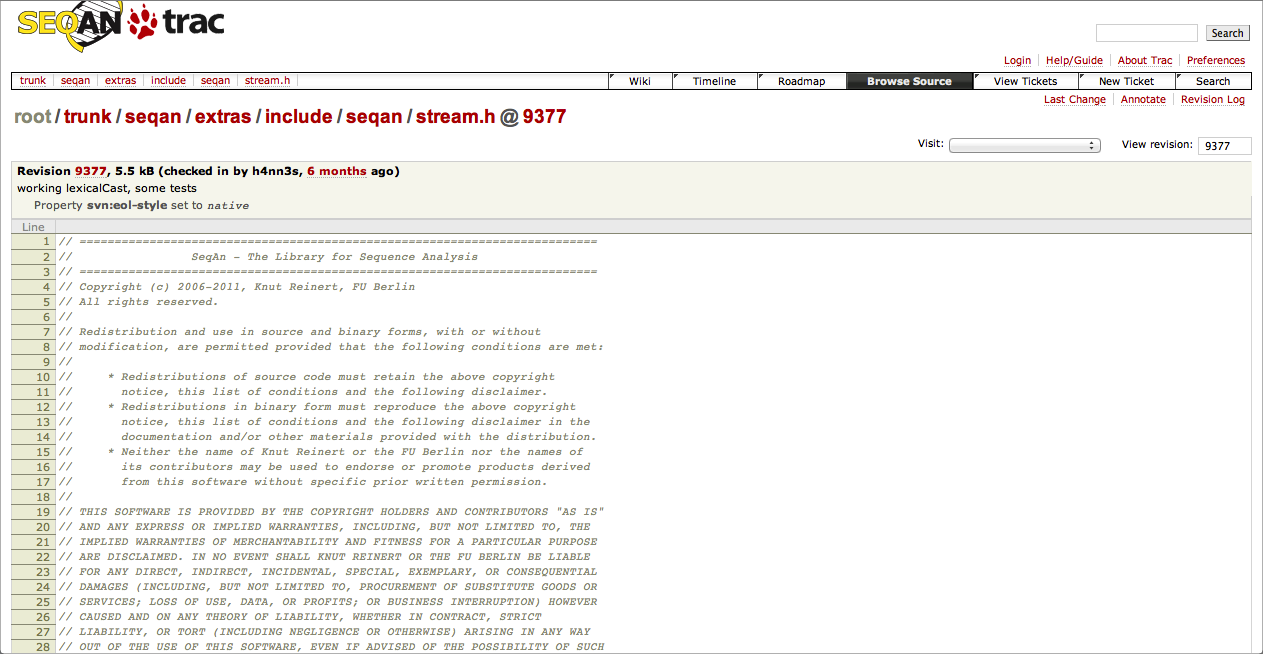 SEQAN trac
Search
Login Help/Guide About Trac Preferences
trunk seqan extras include seqan stream.h Wiki Timeline Roadmap Browse Source View Tickets New Ticket Search
Last Change Annotate Revision Log
root / trunk / seqan / extras / include / seqan / stream.h @ 9377
Visit: View revision: 9377
Revision 9377, 5.5 kB (checked in by h4nn3s, 6 months ago)
working lexicalCast, some tests
Property svn:eol-style set to native
Line
1 // ==========================================================================
2 // SeqAn - The Library for Sequence Analysis
3 // ==========================================================================
4 // Copyright (c) 2006-2011, Knut Reinert, FU Berlin
5 // All rights reserved.
6 //
7 // Redistribution and use in source and binary forms, with or without
8 // modification, are permitted provided that the following conditions are met:
9 //
10 // * Redistributions of source code must retain the above copyright
11 // notice, this list of conditions and the following disclaimer.
12 // * Redistributions in binary form must reproduce the above copyright
13 // notice, this list of conditions and the following disclaimer in the
14 // documentation and/or other materials provided with the distribution.
15 // * Neither the name of Knut Reinert or the FU Berlin nor the names of
16 // its contributors may be used to endorse or promote products derived
17 // from this software without specific prior written permission.
18 //
19 // THIS SOFTWARE IS PROVIDED BY THE COPYRIGHT HOLDERS AND CONTRIBUTORS "AS IS"
20 // AND ANY EXPRESS OR IMPLIED WARRANTIES, INCLUDING, BUT NOT LIMITED TO, THE
21 // IMPLIED WARRANTIES OF MERCHANTABILITY AND FITNESS FOR A PARTICULAR PURPOSE
22 // ARE DISCLAIMED. IN NO EVENT SHALL KNUT REINERT OR THE FU BERLIN BE LIABLE
23 // FOR ANY DIRECT, INDIRECT, INCIDENTAL, SPECIAL, EXEMPLARY, OR CONSEQUENTIAL
24 // DAMAGES (INCLUDING, BUT NOT LIMITED TO, PROCUREMENT OF SUBSTITUTE GOODS OR
25 // SERVICES; LOSS OF USE, DATA, OR PROFITS; OR BUSINESS INTERRUPTION) HOWEVER
26 // CAUSED AND ON ANY THEORY OF LIABILITY, WHETHER IN CONTRACT, STRICT
27 // LIABILITY, OR TORT (INCLUDING NEGLIGENCE OR OTHERWISE) ARISING IN ANY WAY
28 // OUT OF THE USE OF THIS SOFTWARE, EVEN IF ADVISED OF THE POSSIBILITY OF SUCH